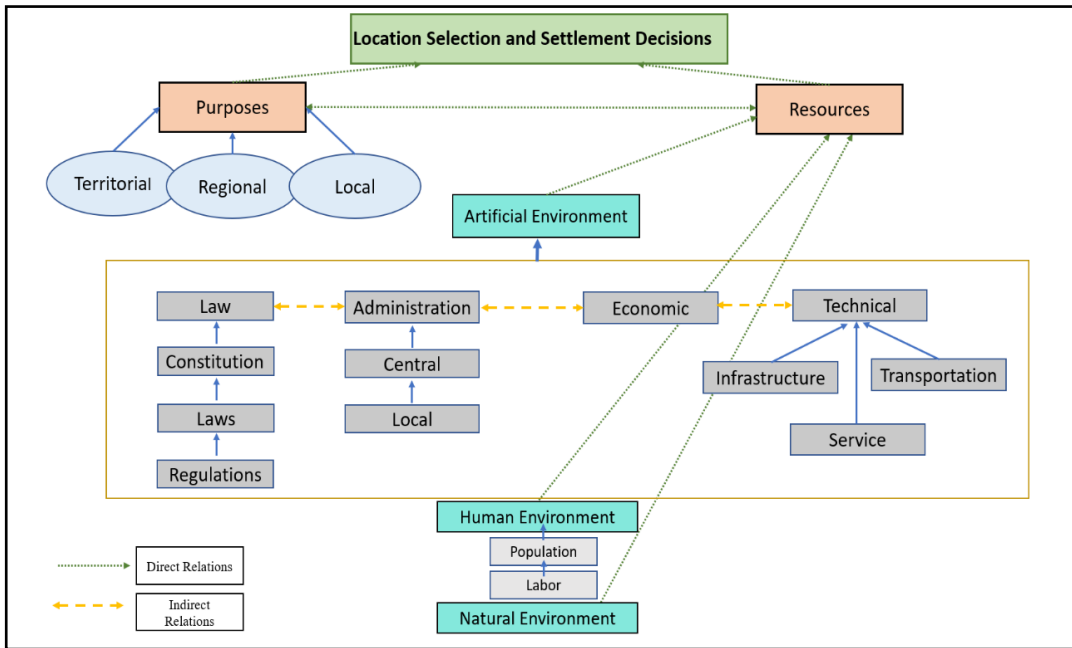 Location Selection and Settlement Decisions
Purposes
Resources
Territorial
Regional
Local
Artificial Environment
Law
Administration
Economic
Technical
Constitution
Central
Infrastructure
Transportation
Laws
Local
Service
Regulations
Human Environment
Population
Labor
Natural Environment
Direct Relations
Indirect
Relations